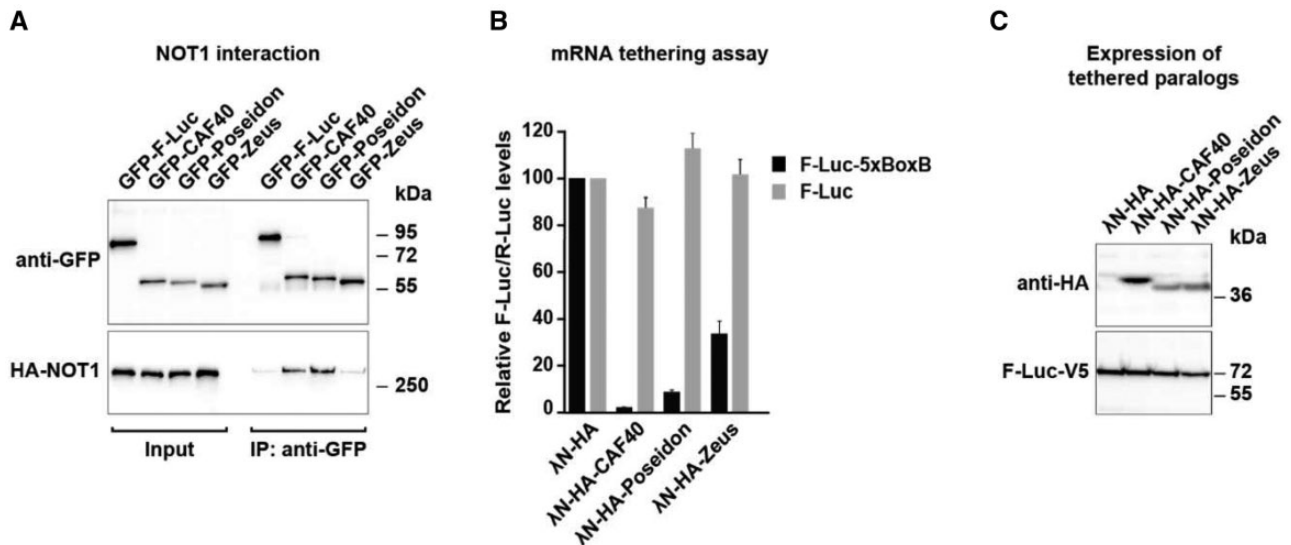 A
NOT1 interaction
GFP-F-Luc
GFP-CAF40
GFP-Poseidon
GFP-Zeus
GFP-F-Luc
GFP-CAF40
GFP-Poseidon
GFP-Zeus
kDa
anti-GFP
95
72
55
HA-NOT1
250
Input
IP: anti-GFP
B
mRNA tethering assay
Relative F-Luc/R-Luc levels
120
100
80
60
40
20
0
F-Luc-5xBoxB
F-Luc
λN-HA
λN-HA-CAF40
λN-HA-Poseidon
λN-HA-Zeus
C
Expression of
tethered paralogs
λN-HA
λN-HA-CAF40
λN-HA-Poseidon
λN-HA-Zeus
kDa
anti-HA
36
F-Luc-V5
72
55